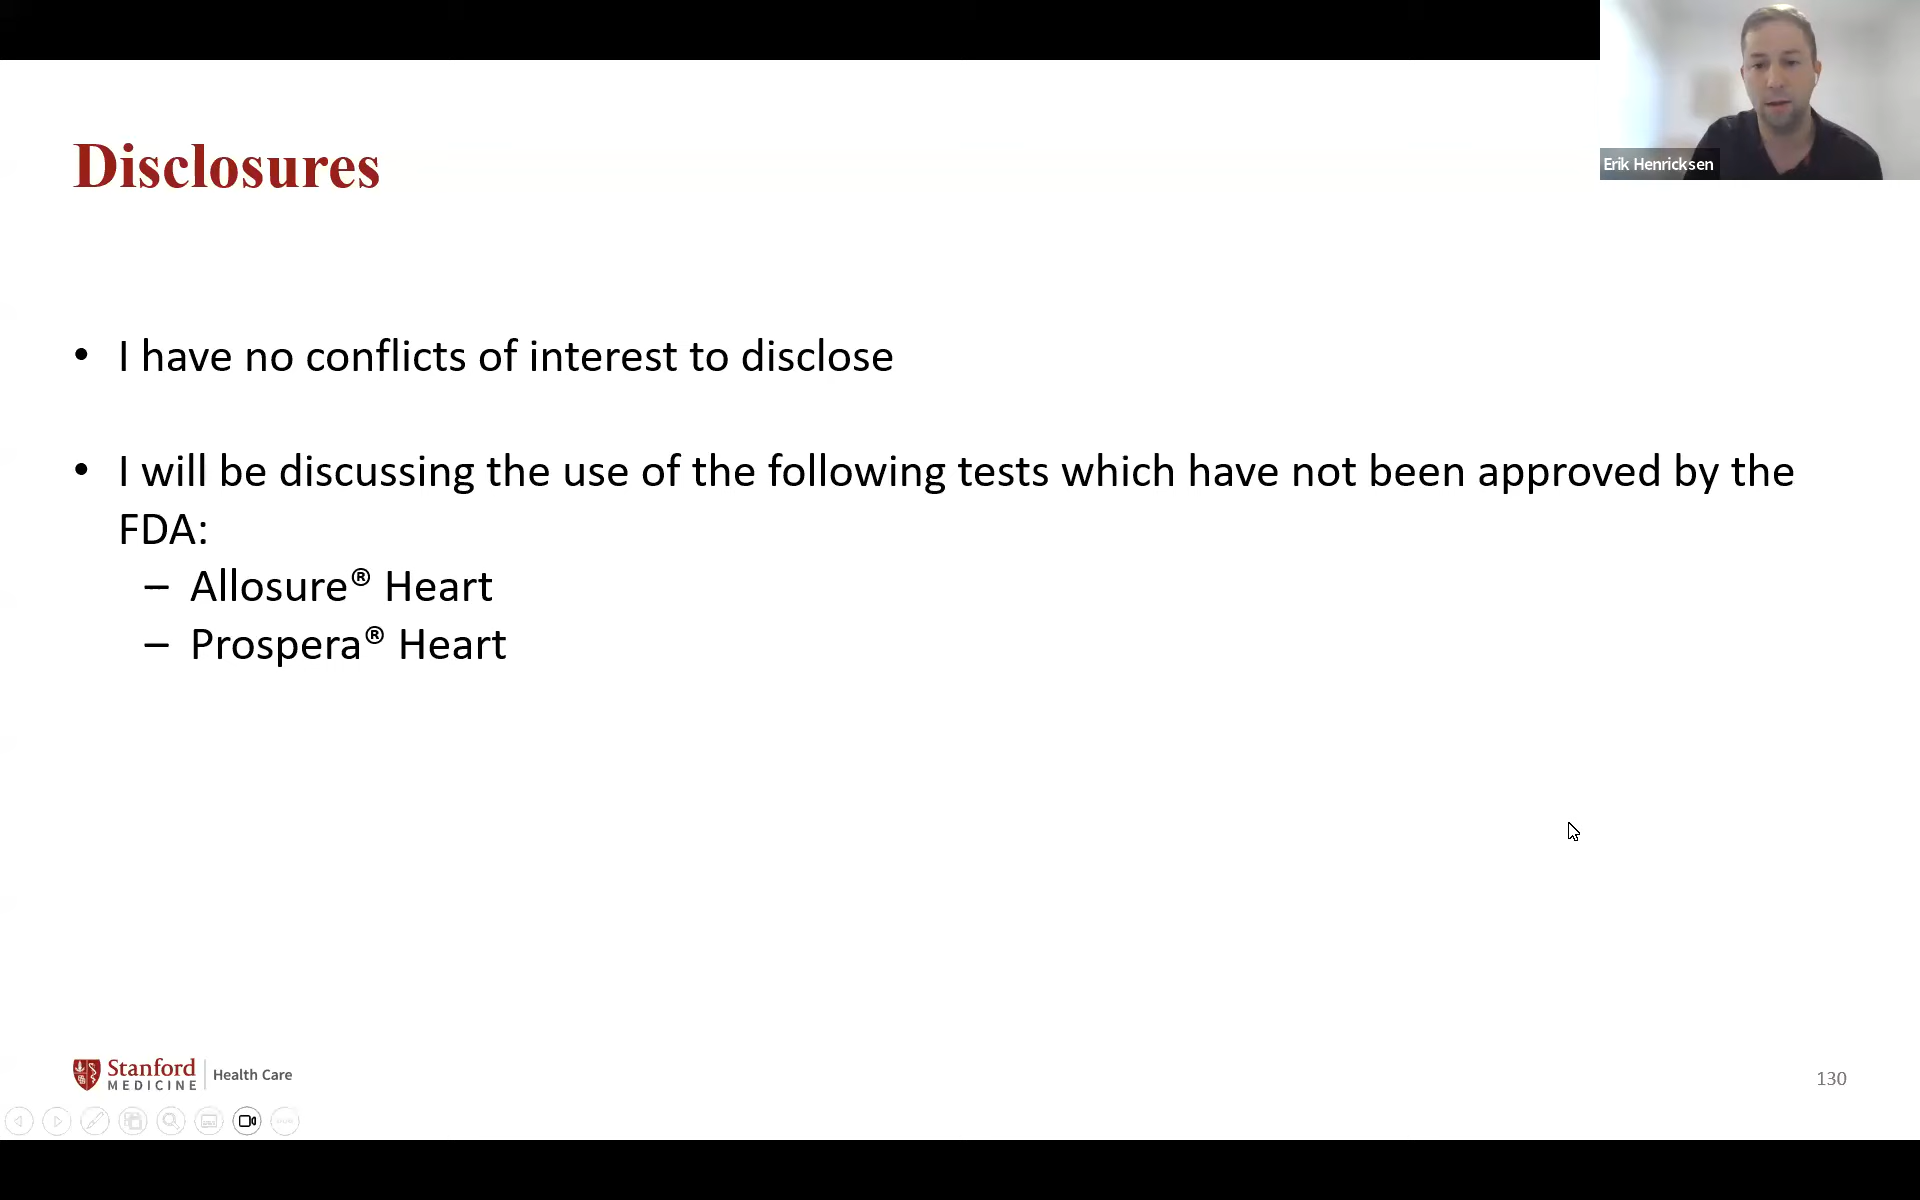 Erik Henricksen
Disclosures
• I have no conflicts of interest to disclose
• I will be discussing the use of the following tests which have not been approved by the
FDA:
– Allosure® Heart
– Prospera® Heart
Stanford
MEDICINE
Health Care
130